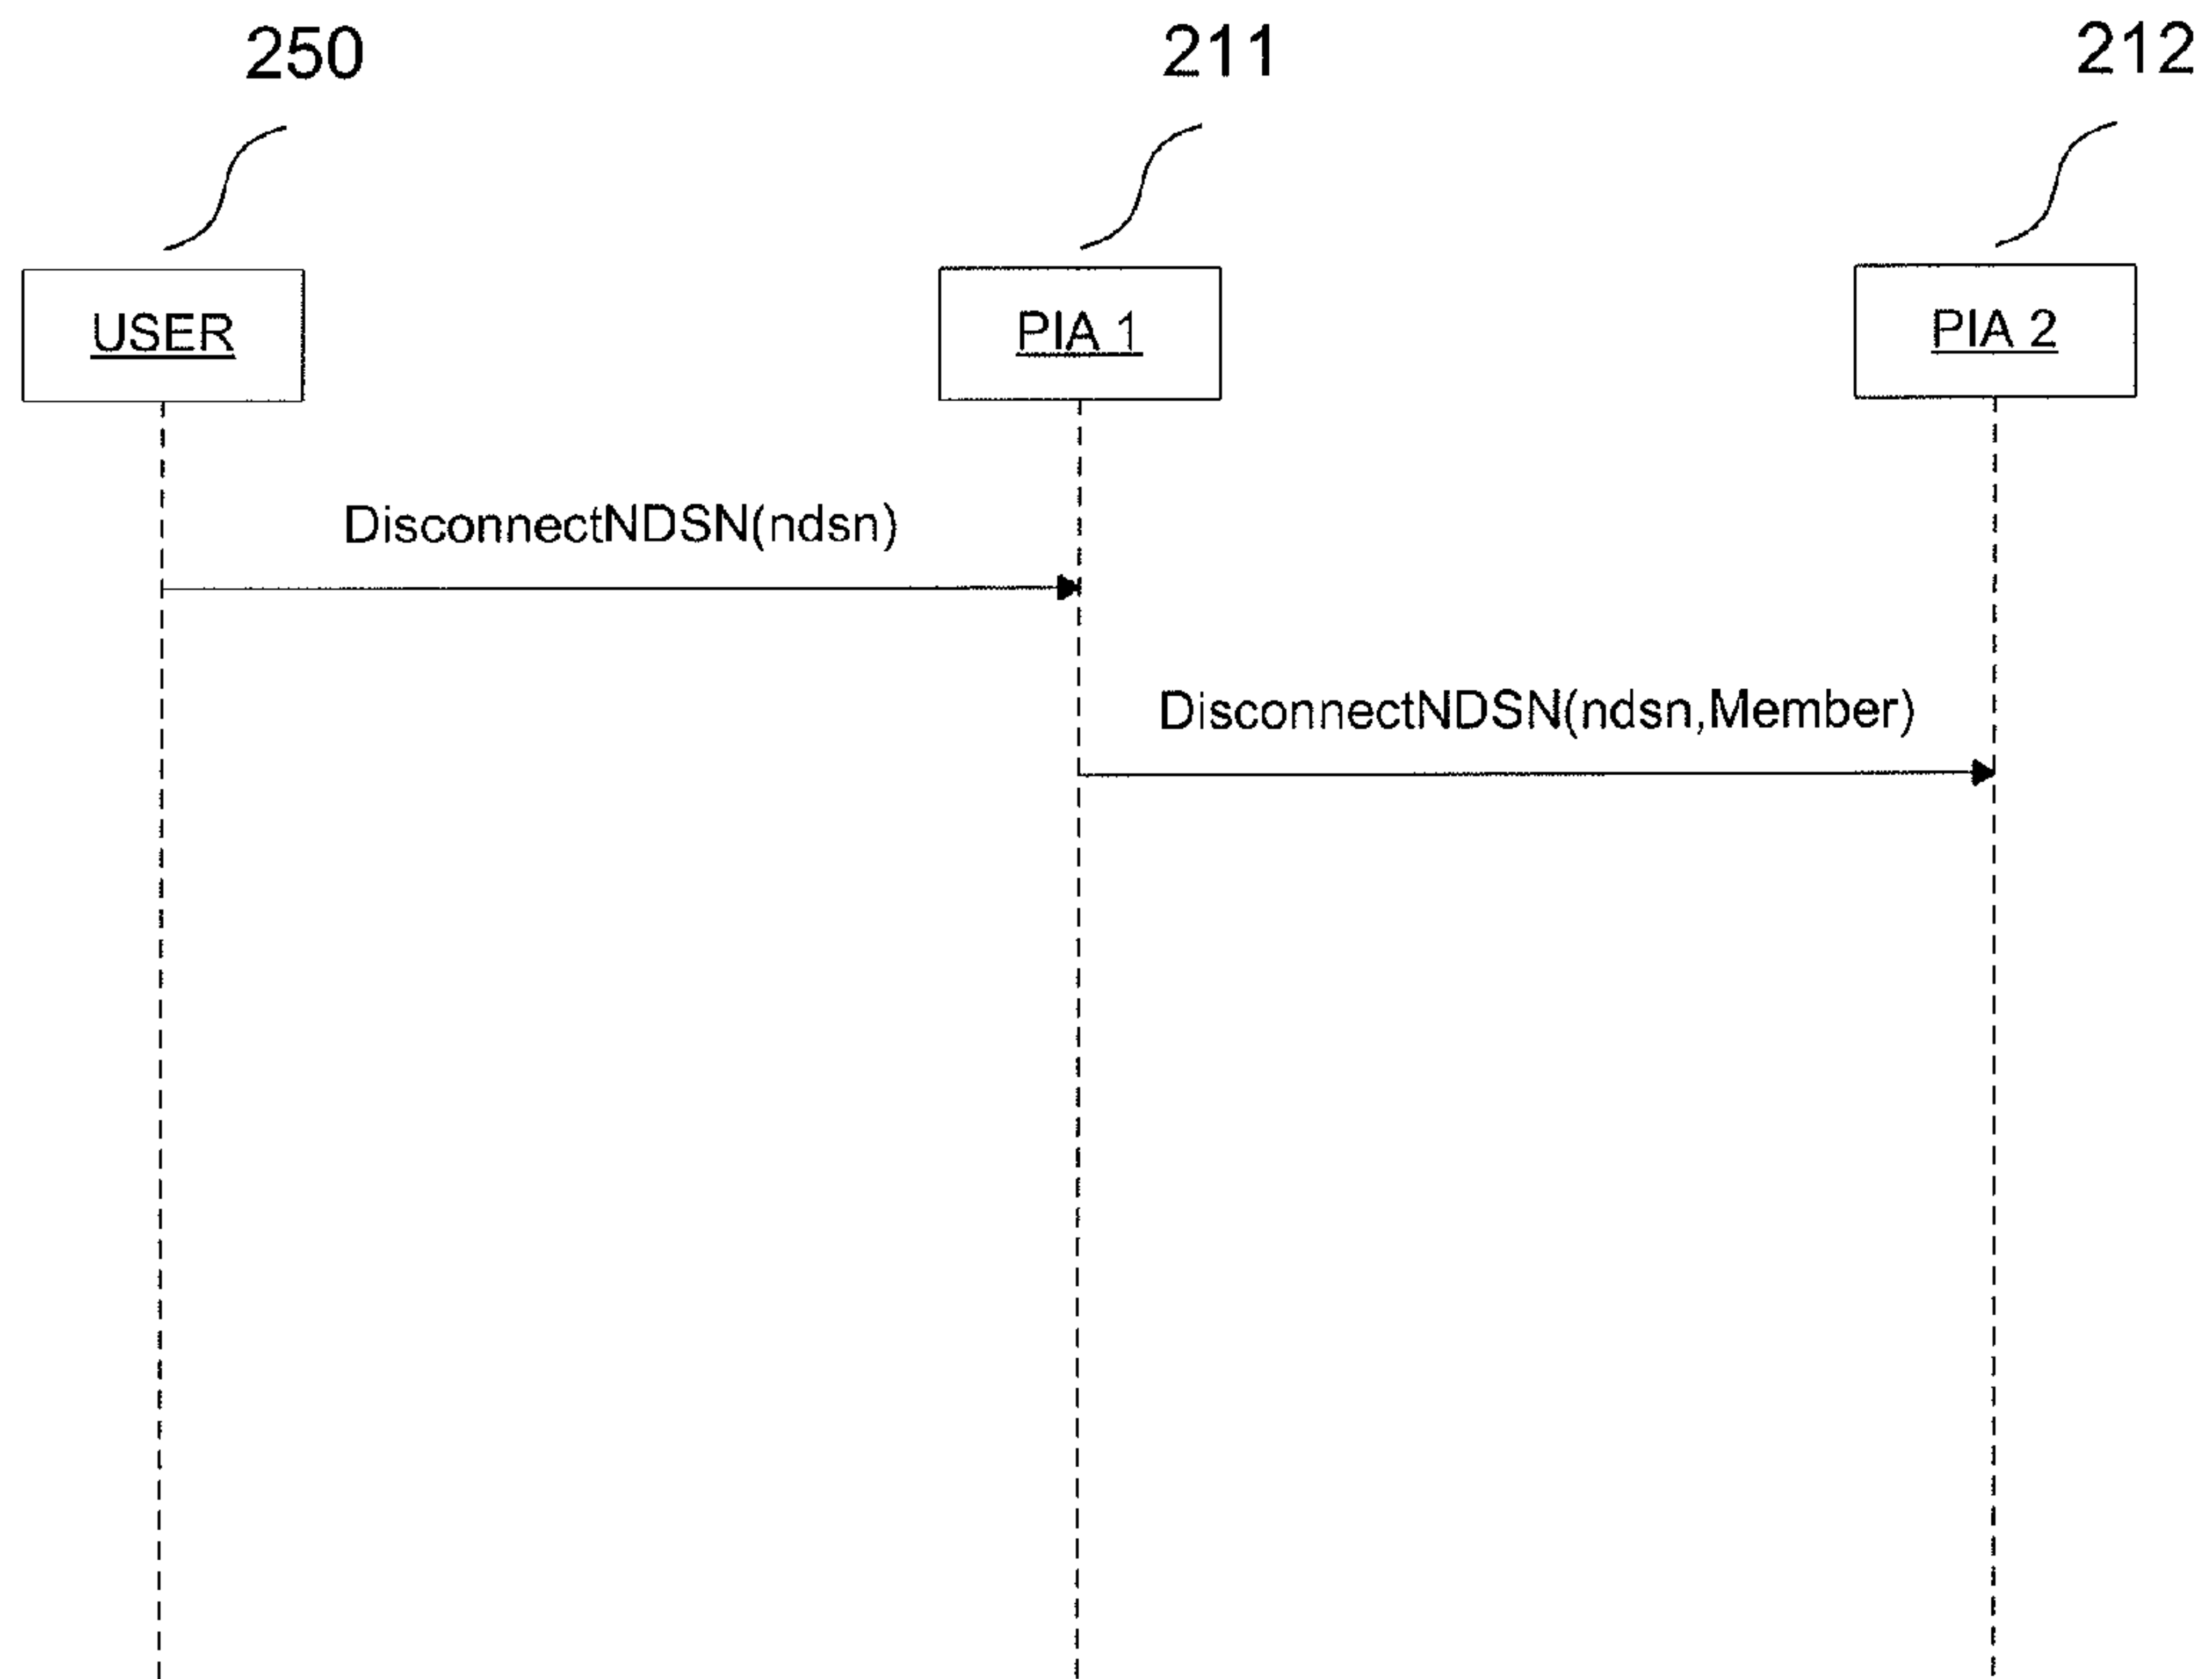 250
211
212
USER
PIA 1
PIA 2
DisconnectNDSN(ndsn)
DisconnectNDSN(ndsn,Member)